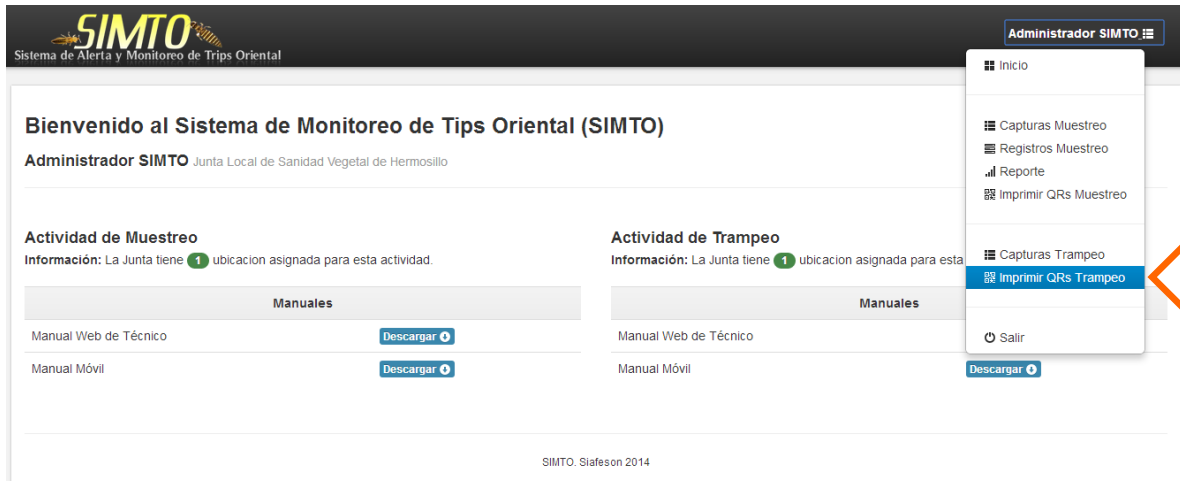 SIMTO
Sistema de Alerta y Monitoreo de Trips Oriental
Administrador SIMTO
Inicio
Capturas Muestreo
Registros Muestreo
Reporte
Imprimir QRs Muestreo
Capturas Trampeo
Imprimir QRs Trampeo
Salir
Bienvenido al Sistema de Monitoreo de Tips Oriental (SIMTO)
Administrador SIMTO Junta Local de Sanidad Vegetal de Hermosillo
Actividad de Muestreo
Información: La Junta tiene 1 ubicacion asignada para esta actividad.
Manuales
Manual Web de Técnico Descargar
Manual Móvil Descargar
Actividad de Trampeo
Información: La Junta tiene 1 ubicacion asignada para esta
Manuales
Manual Web de Técnico
Manual Móvil Descargar
SIMTO. Siafeson 2014